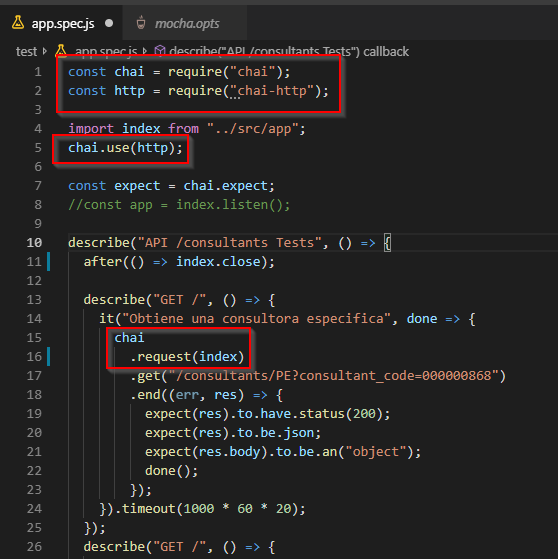 app.spec.js ● mocha.opts
test > app.spec.js > describe("API /consultants Tests") callback
1 const chai = require("chai");
2 const http = require("chai-http");
3
4 import index from "../src/app";
5 chai.use(http);
6
7 const expect = chai.expect;
8 //const app = index.listen();
9
10 describe("API /consultants Tests", () => {
11 after(() => index.close);
12
13 describe("GET /", () => {
14 it("Obtiene una consultora especifica", done => {
15 chai
16 .request(index)
17 .get("/consultants/PE?consultant_code=000000868")
18 .end((err, res) => {
19 expect(res).to.have.status(200);
20 expect(res).to.be.json;
21 expect(res.body).to.be.an("object");
22 done();
23 });
24 }).timeout(1000 * 60 * 20);
25 });
26 describe("GET /", () => {